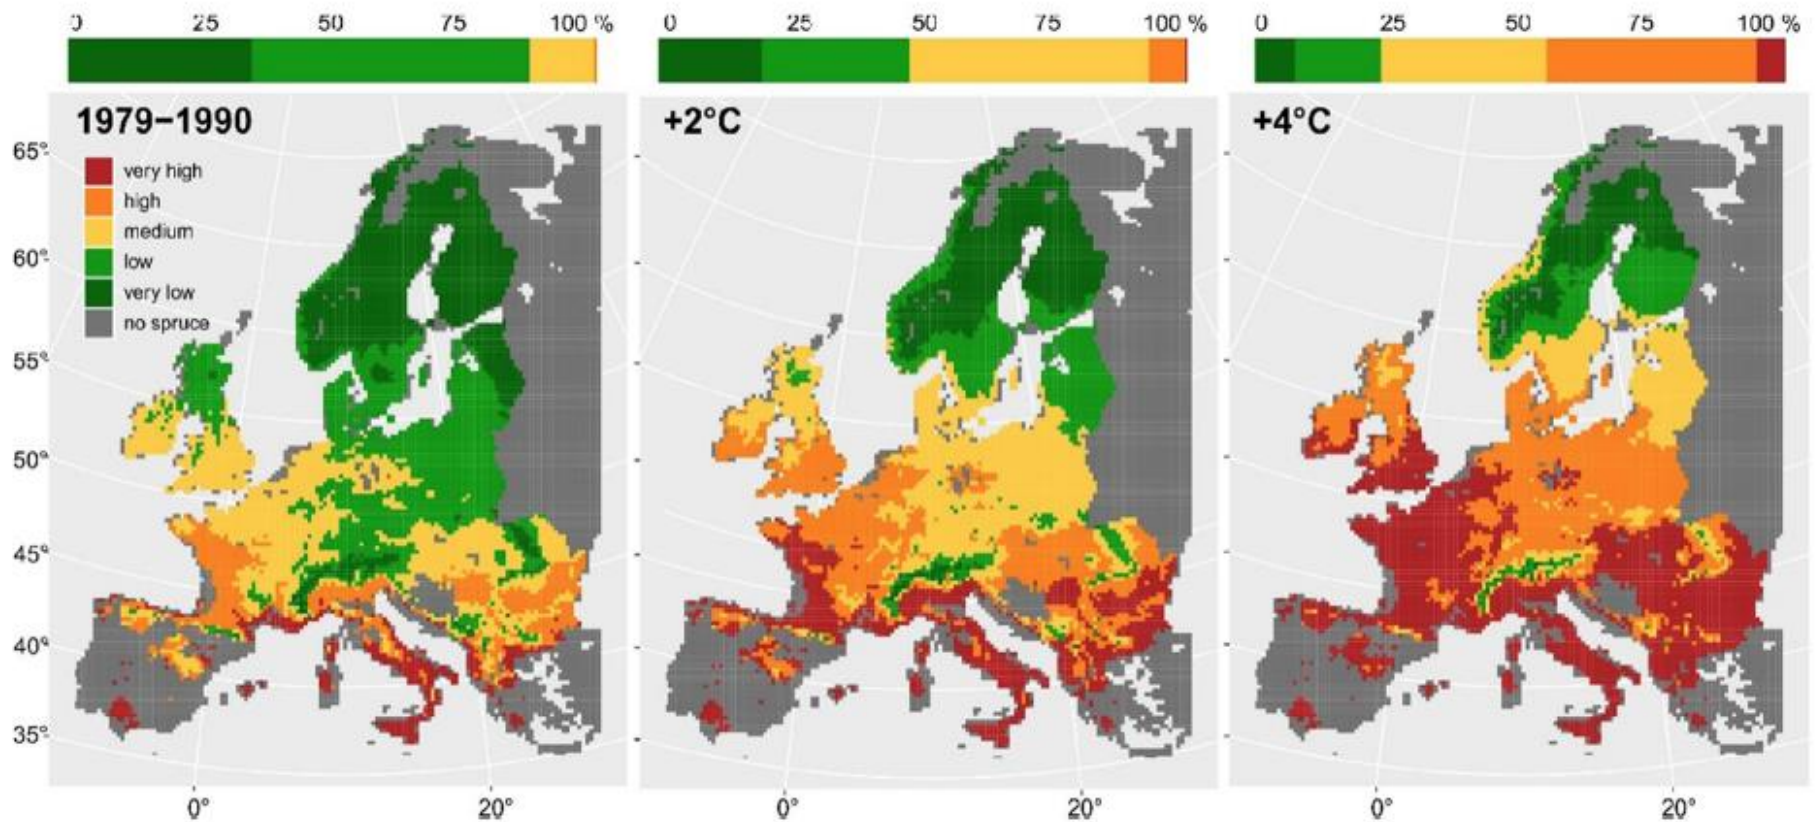 0 25 50 75 100 %
0 25 50 75 100 %
0 25 50 75 100 %
1979–1990
+2°C
+4°C
very high
high
medium
low
very low
no spruce
65°
60°
55°
50°
45°
40°
35°
0° 20°
0° 20°
0° 20°